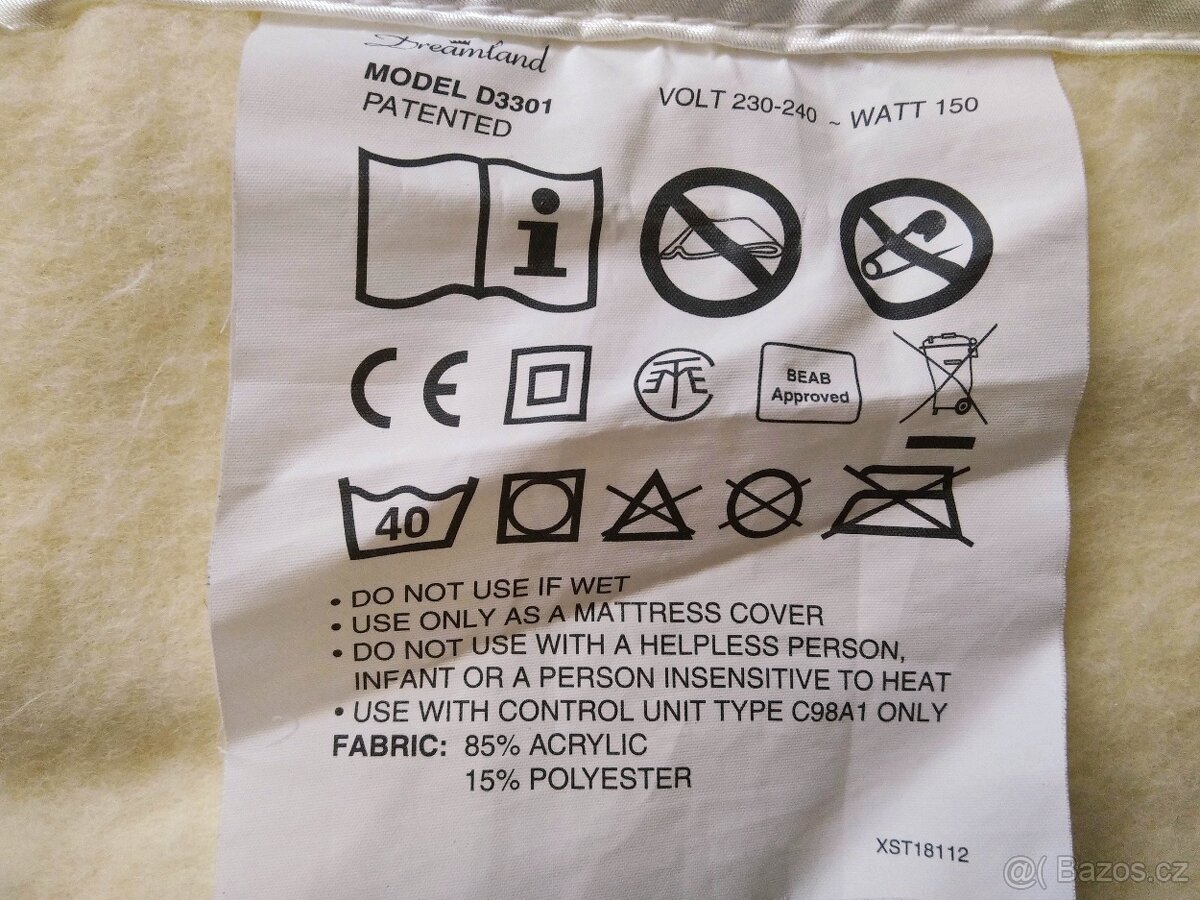 Dreamland
MODEL D3301
PATENTED
VOLT 230-240 ~ WATT 150
i
CE
BEAB
Approved
40
• DO NOT USE IF WET
• USE ONLY AS A MATTRESS COVER
• DO NOT USE WITH A HELPLESS PERSON,
INFANT OR A PERSON INSENSITIVE TO HEAT
• USE WITH CONTROL UNIT TYPE C98A1 ONLY
FABRIC: 85% ACRYLIC
15% POLYESTER
XST18112
@( Bazos.cz